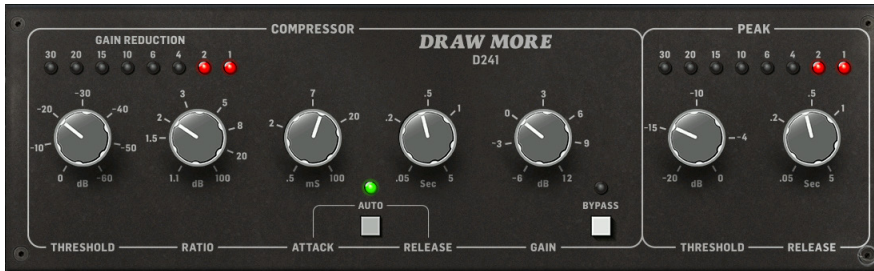 COMPRESSOR
PEAK
GAIN REDUCTION
DRAW MORE
D241
30 20 15 10 6 4 2 1
30 20 15 10 6 4 2 1
0 -10 -20 -30 -40 -50 -60
dB
1.1 1.5 2 3 5 8 20 100
dB
.5 2 7 20 100
mS
.05 .2 .5 1 5
Sec
-6 -3 0 3 6 9 12
dB
-20 -15 -10 -4 0
dB
.05 .2 .5 1 5
Sec
AUTO
BYPASS
THRESHOLD RATIO ATTACK RELEASE GAIN
THRESHOLD RELEASE